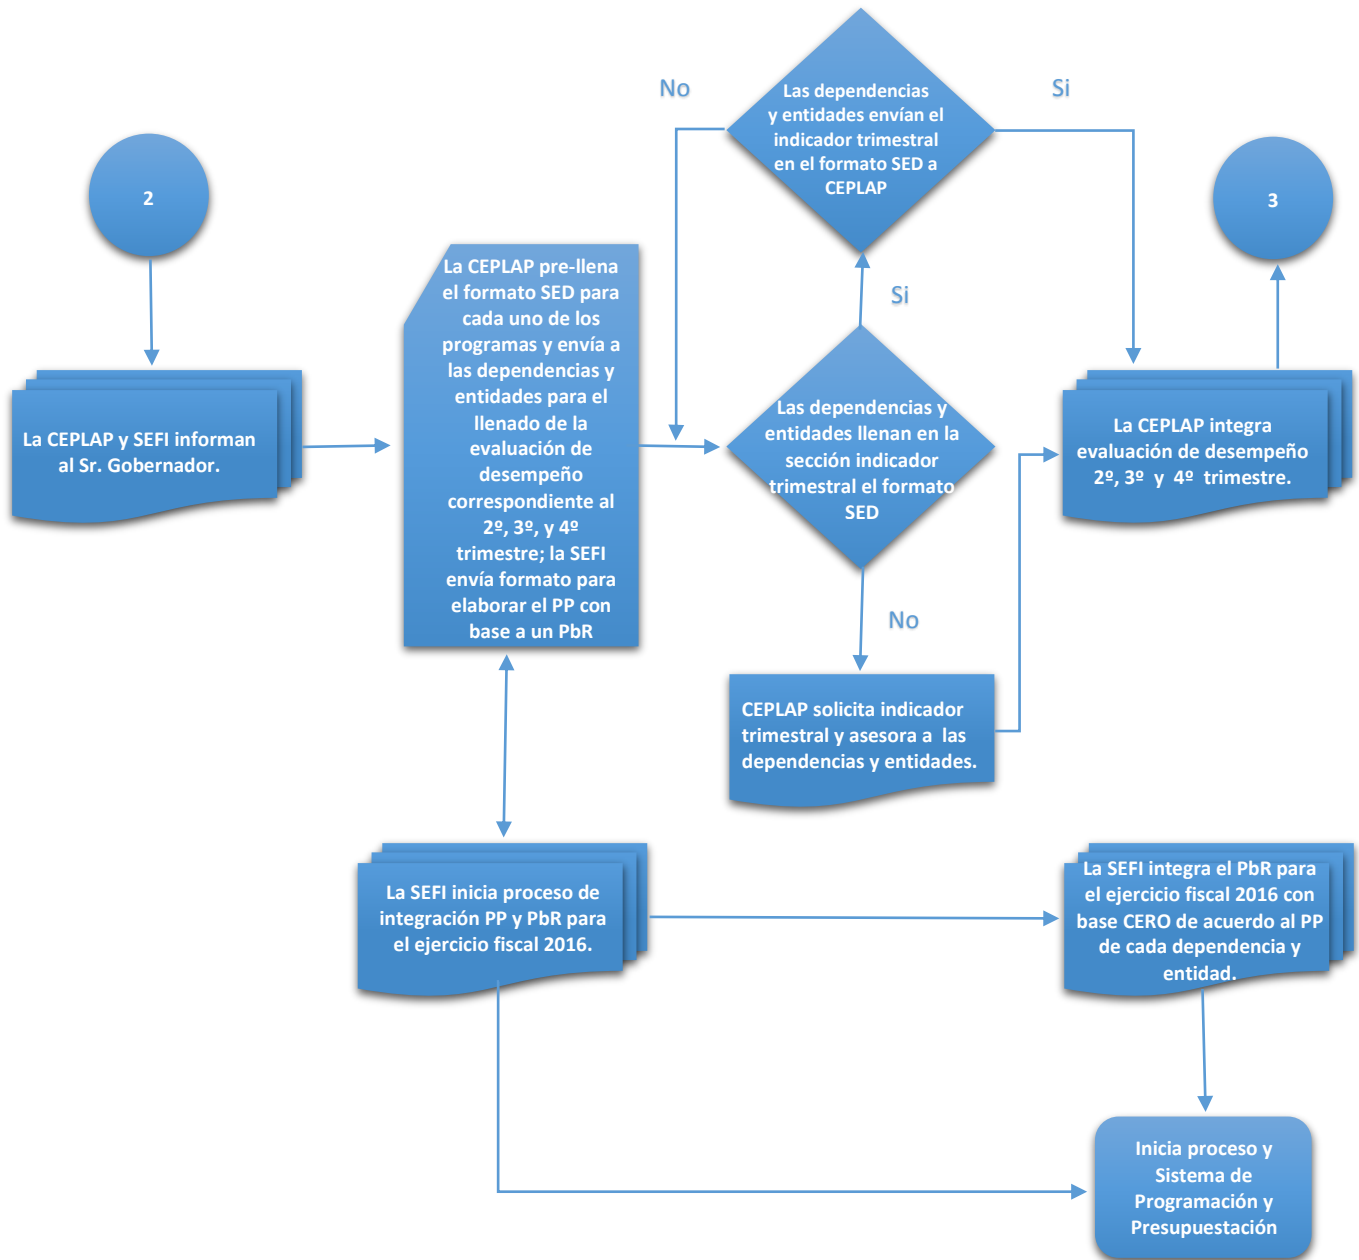 No
Las dependencias
y entidades envían el
indicador trimestral
en el formato SED a
CEPLAP
Si
2
3
La CEPLAP pre-llena
el formato SED para
cada uno de los
programas y envía a
las dependencias y
entidades para el
llenado de la
evaluación de
desempeño
correspondiente al
2º, 3º, y 4º
trimestre; la SEFI
envía formato para
elaborar el PP con
base a un PbR
Si
La CEPLAP y SEFI informan
al Sr. Gobernador.
Las dependencias y
entidades llenan en la
sección indicador
trimestral el formato
SED
La CEPLAP integra
evaluación de desempeño
2º, 3º y 4º trimestre.
No
CEPLAP solicita indicador
trimestral y asesora a las
dependencias y entidades.
La SEFI inicia proceso de
integración PP y PbR para
el ejercicio fiscal 2016.
La SEFI integra el PbR para
el ejercicio fiscal 2016 con
base CERO de acuerdo al PP
de cada dependencia y
entidad.
Inicia proceso y
Sistema de
Programación y
Presupuestación